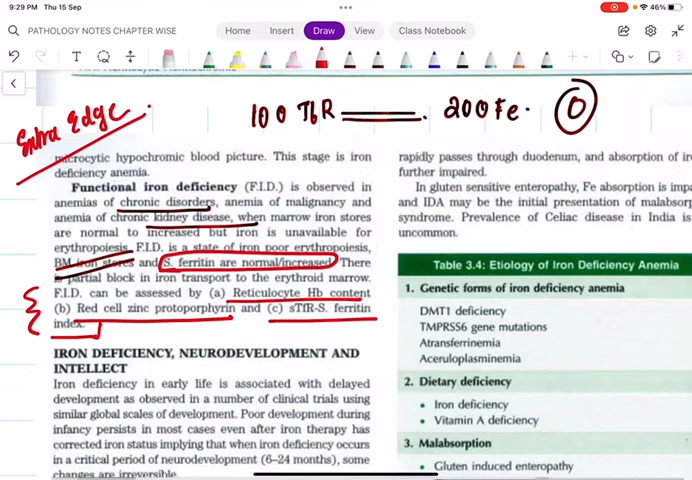 9:29 PM Thu 15 Sep
46%
PATHOLOGY NOTES CHAPTER WISE
Home Insert Draw View Class Notebook
Extra Edge.
100 TbR 200 Fe. 0
microcytic hypochromic blood picture. This stage is iron
deficiency anemia.
Functional iron deficiency (F.I.D.) is observed in
anemias of chronic disorders, anemia of malignancy and
anemia of chronic kidney disease, when marrow iron stores
are normal to increased but iron is unavailable for
erythropoiesis. F.I.D. is a state of iron poor erythropoiesis,
BM iron stores and S. ferritin are normal/increased. There
is partial block in iron transport to the erythroid marrow.
F.I.D. can be assessed by (a) Reticulocyte Hb content
(b) Red cell zinc protoporphyrin and (c) sTfR-S. ferritin
index.
IRON DEFICIENCY, NEURODEVELOPMENT AND
INTELLECT
Iron deficiency in early life is associated with delayed
development as observed in a number of clinical trials using
similar global scales of development. Poor development during
infancy persists in most cases even after iron therapy has
corrected iron status implying that when iron deficiency occurs
in a critical period of neurodevelopment (6–24 months), some
changes are irreversible
rapidly passes through duodenum, and absorption of
further impaired.
In gluten sensitive enteropathy, Fe absorption is
and IDA may be the initial presentation of
syndrome. Prevalence of Celiac disease in India is
uncommon.
Table 3.4: Etiology of Iron Deficiency Anemia
1. Genetic forms of iron deficiency anemia
DMT1 deficiency
TMPRSS6 gene mutations
Atransferrinemia
Aceruloplasminemia
2. Dietary deficiency
• Iron deficiency
• Vitamin A deficiency
3. Malabsorption
• Gluten induced enteropathy